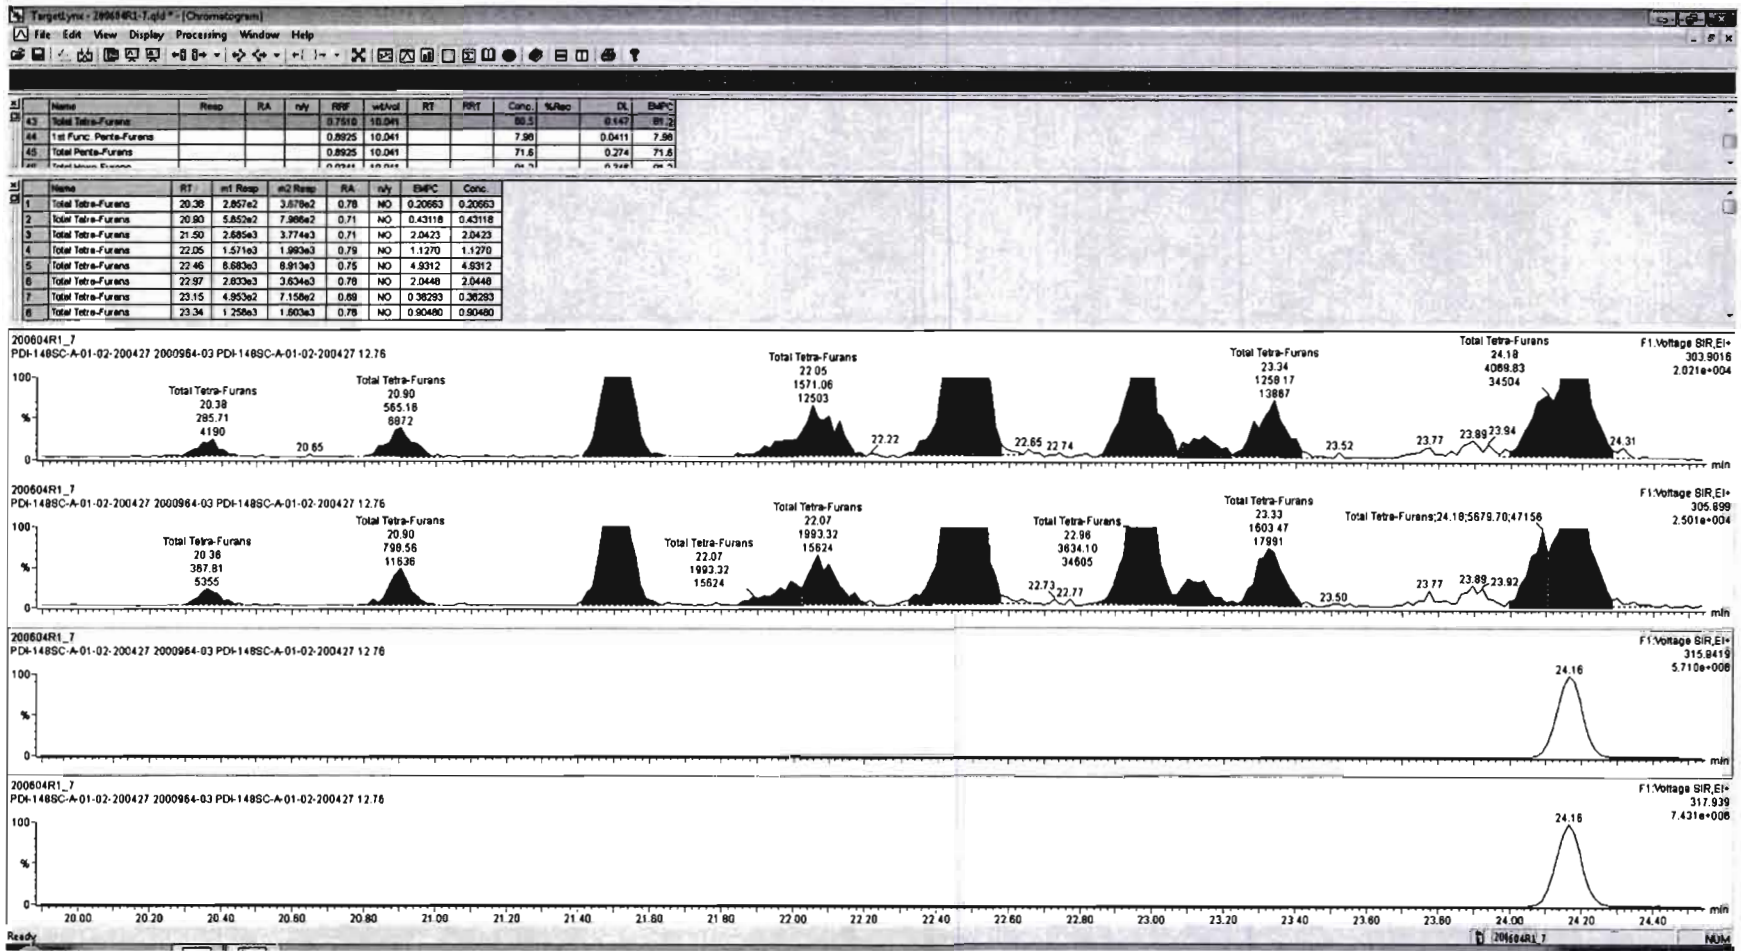 TargetLynx - 200604R1-7.qld * - [Chromatogram]
File Edit View Display Processing Window Help
Name Resp RA n/y RRF wt/vol RT RRT Conc. %Rec DL EMPC
43 Total Tetra-Furans 0.7510 10.041 80.5 0.147 81.2
44 1st Func. Penta-Furans 0.8925 10.041 7.98 0.0411 7.98
45 Total Penta-Furans 0.8925 10.041 71.6 0.274 71.6
Name RT m1 Resp m2 Resp RA n/y EMPC Conc.
1 Total Tetra-Furans 20.38 2.857e2 3.678e2 0.78 NO 0.20663 0.20663
2 Total Tetra-Furans 20.90 5.652e2 7.986e2 0.71 NO 0.43118 0.43118
3 Total Tetra-Furans 21.50 2.685e3 3.774e3 0.71 NO 2.0423 2.0423
4 Total Tetra-Furans 22.05 1.571e3 1.993e3 0.79 NO 1.1270 1.1270
5 Total Tetra-Furans 22.46 6.683e3 8.913e3 0.75 NO 4.9312 4.9312
6 Total Tetra-Furans 22.97 2.833e3 3.634e3 0.78 NO 2.0448 2.0448
7 Total Tetra-Furans 23.15 4.953e2 7.158e2 0.69 NO 0.38293 0.38293
8 Total Tetra-Furans 23.34 1.258e3 1.603e3 0.78 NO 0.90480 0.90480
200604R1_7
PDI-148SC-A-01-02-200427 2000964-03 PDI-148SC-A-01-02-200427 12.76
F1:Voltage SIR,EI+
303.9016
2.021e+004
100
%
0
Total Tetra-Furans
20.38
285.71
4190
20.65
Total Tetra-Furans
20.90
565.16
8872
Total Tetra-Furans
22.05
1571.06
12503
22.22
22.65
22.74
Total Tetra-Furans
23.34
1258.17
13867
23.52
23.77
23.89
23.94
Total Tetra-Furans
24.18
4089.83
34504
24.31
min
200604R1_7
PDI-148SC-A-01-02-200427 2000964-03 PDI-148SC-A-01-02-200427 12.76
F1:Voltage SIR,EI+
305.899
2.501e+004
100
%
0
Total Tetra-Furans
20.36
367.81
5355
Total Tetra-Furans
20.90
798.56
11636
Total Tetra-Furans
22.07
1993.32
15624
Total Tetra-Furans
22.07
1993.32
15624
22.73
22.77
Total Tetra-Furans
22.96
3634.10
34605
Total Tetra-Furans
23.33
1603.47
17991
23.50
23.77
23.89
23.92
Total Tetra-Furans;24.18;5679.70;47156
min
200604R1_7
PDI-148SC-A-01-02-200427 2000964-03 PDI-148SC-A-01-02-200427 12.76
F1:Voltage SIR,EI+
315.9419
5.710e+006
100
%
0
24.16
min
200604R1_7
PDI-148SC-A-01-02-200427 2000964-03 PDI-148SC-A-01-02-200427 12.76
F1:Voltage SIR,EI+
317.939
7.431e+006
100
%
0
24.16
min
20.00 20.20 20.40 20.60 20.80 21.00 21.20 21.40 21.60 21.80 22.00 22.20 22.40 22.60 22.80 23.00 23.20 23.40 23.60 23.80 24.00 24.20 24.40
Ready
200604R1_7
NUM